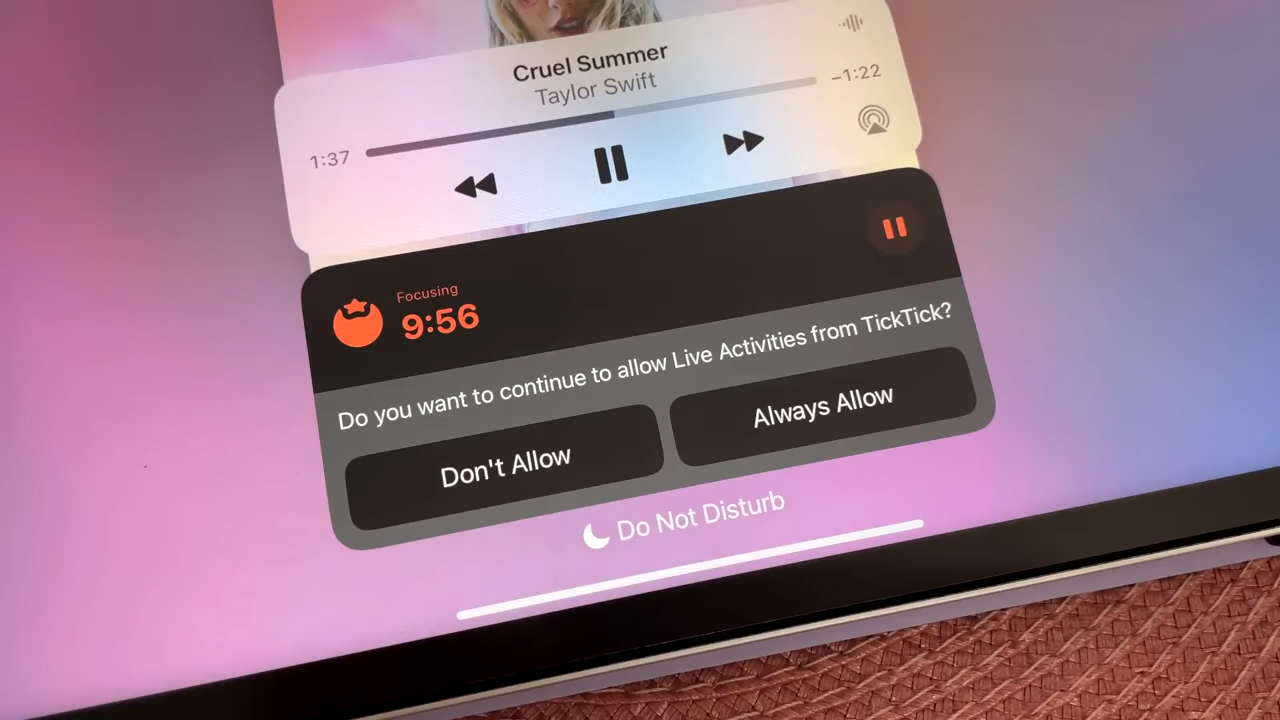 Cruel Summer
Taylor Swift
1:37
−1:22
Focusing
9:56
Do you want to continue to allow Live Activities from TickTick?
Don't Allow
Always Allow
Do Not Disturb